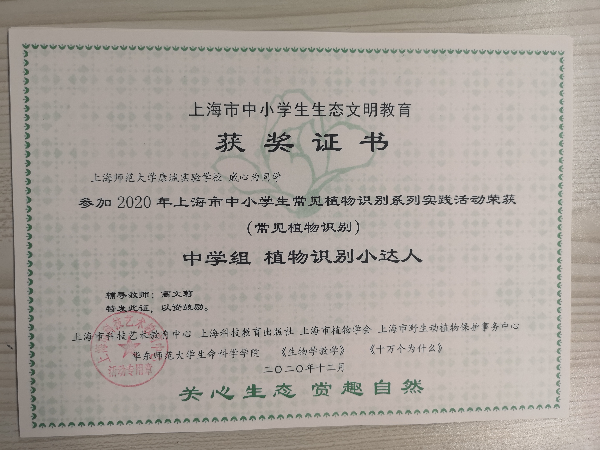 上海市中小学生生态文明教育
获奖证书
上海师范大学康城实验学校 同学
参加2020年上海市中小学生常见植物识别系列实践活动荣获
(常见植物识别)
中学组 植物识别小达人
辅导教师：高文
特发此证，以资鼓励。
上海市科技艺术教育中心 上海科技教育出版社 上海市植物学会 上海市野生动植物保护事务中心
华东师范大学生命科学学院 《生物学教学》 《十万个为什么》
二〇二〇年十二月
关心生态 赏趣自然